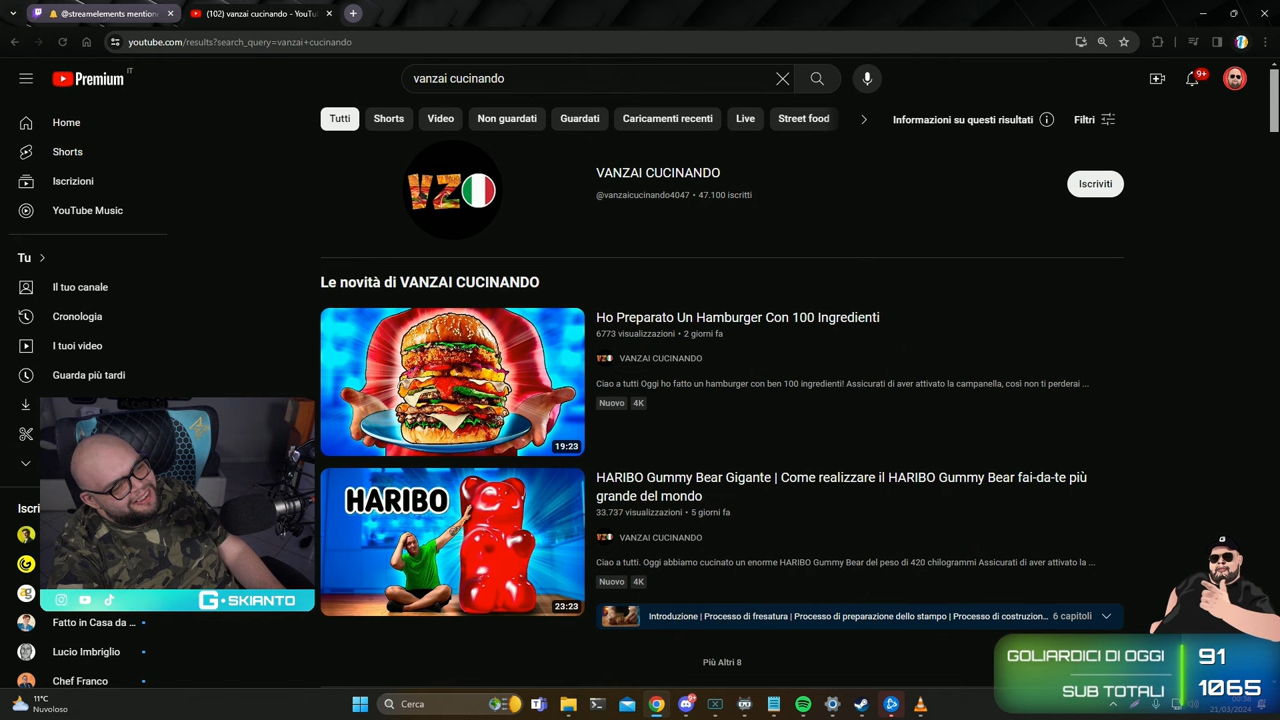 @streamelements mention
(102) vanzai cucinando - YouTu
youtube.com/results?search_query=vanzai+cucinando
Premium IT
vanzai cucinando
9+
Home
Shorts
Iscrizioni
YouTube Music
Tu
Il tuo canale
Cronologia
I tuoi video
Guarda più tardi
Iscri
Fatto in Casa da ...
Lucio Imbriglio
Chef Franco
Tutti
Shorts
Video
Non guardati
Guardati
Caricamenti recenti
Live
Street food
Informazioni su questi risultati
Filtri
VZ
VANZAI CUCINANDO
@vanzaicucinando4047 • 47.100 iscritti
Iscriviti
Le novità di VANZAI CUCINANDO
19:23
Ho Preparato Un Hamburger Con 100 Ingredienti
6773 visualizzazioni • 2 giorni fa
VANZAI CUCINANDO
Ciao a tutti Oggi ho fatto un hamburger con ben 100 ingredienti! Assicurati di aver attivato la campanella, così non ti perderai ...
Nuovo 4K
HARIBO
23:23
HARIBO Gummy Bear Gigante | Come realizzare il HARIBO Gummy Bear fai-da-te più
grande del mondo
33.737 visualizzazioni • 5 giorni fa
VANZAI CUCINANDO
Ciao a tutti. Oggi abbiamo cucinato un enorme HARIBO Gummy Bear del peso di 420 chilogrammi Assicurati di aver attivato la ...
Nuovo 4K
Introduzione | Processo di fresatura | Processo di preparazione dello stampo | Processo di costruzion... 6 capitoli
Più Altri 8
G•SKIANTO
GOLIARDICI DI OGGI 91
SUB TOTALI 1065
11°C
Nuvoloso
Cerca
9+
21/03/2024